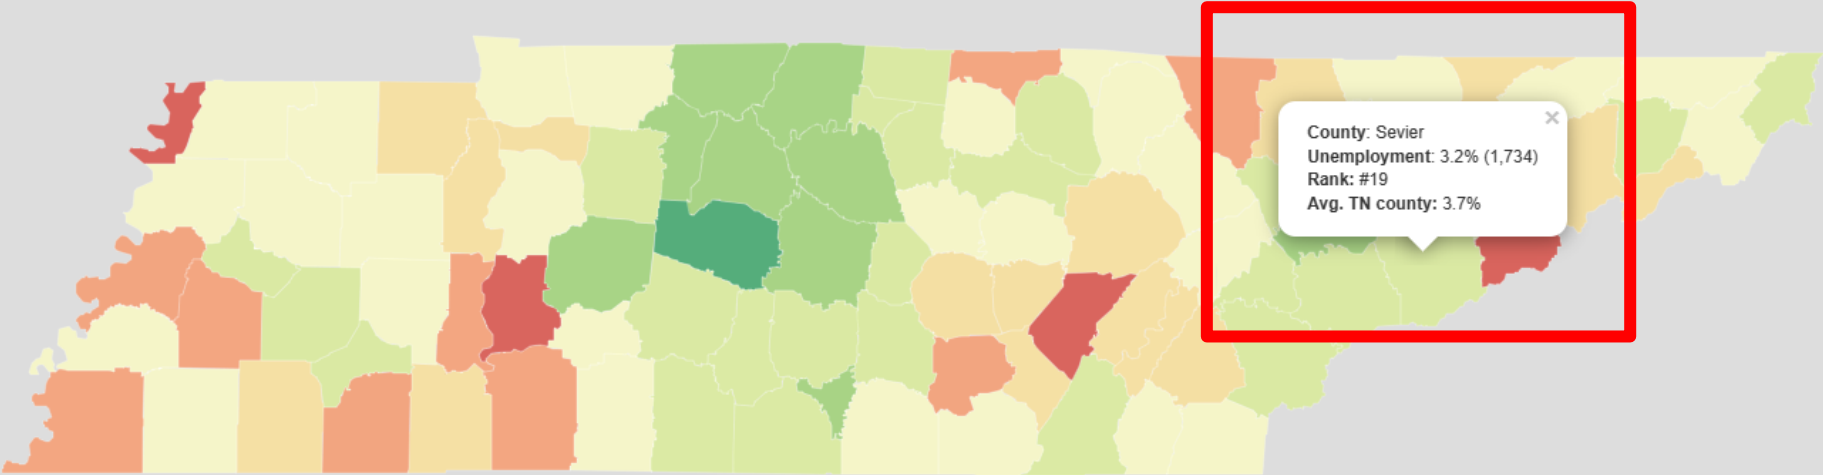 ×
County: Sevier
Unemployment: 3.2% (1,734)
Rank: #19
Avg. TN county: 3.7%